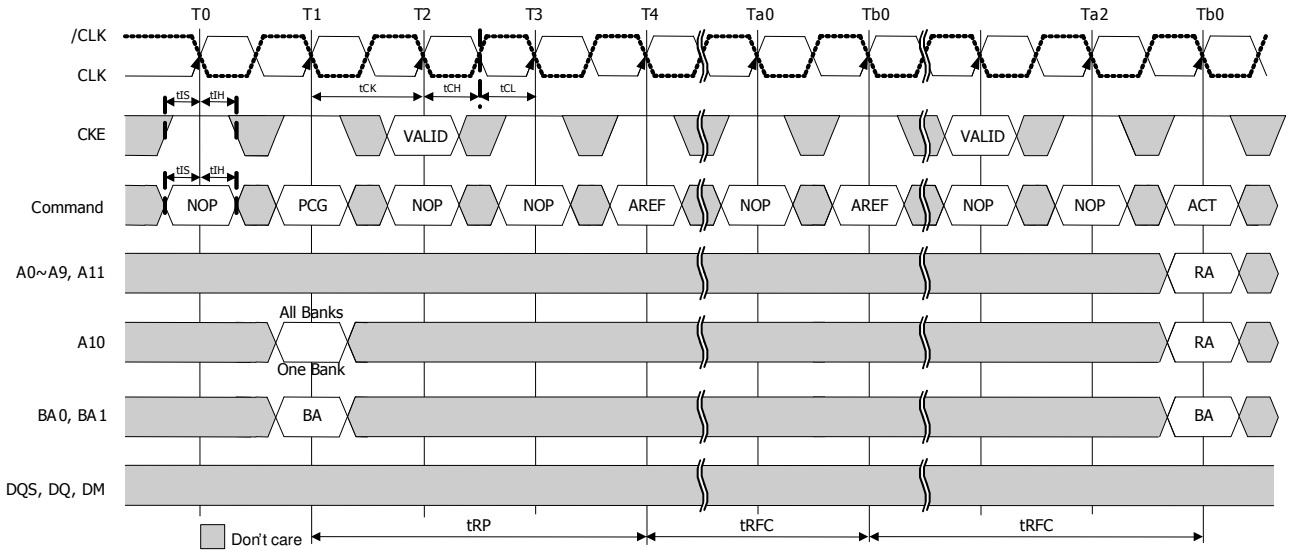 T0 T1 T2 T3 T4 Ta0 Tb0 Ta2 Tb0
/CLK
CLK
tCK tCH tCL
tIS tIH
CKE VALID VALID
tIS tIH
Command NOP PCG NOP NOP AREF NOP AREF NOP NOP ACT
A0~A9, A11 RA
All Banks
A10 RA
One Bank
BA0, BA1 BA BA
DQS, DQ, DM
Don't care tRP tRFC tRFC